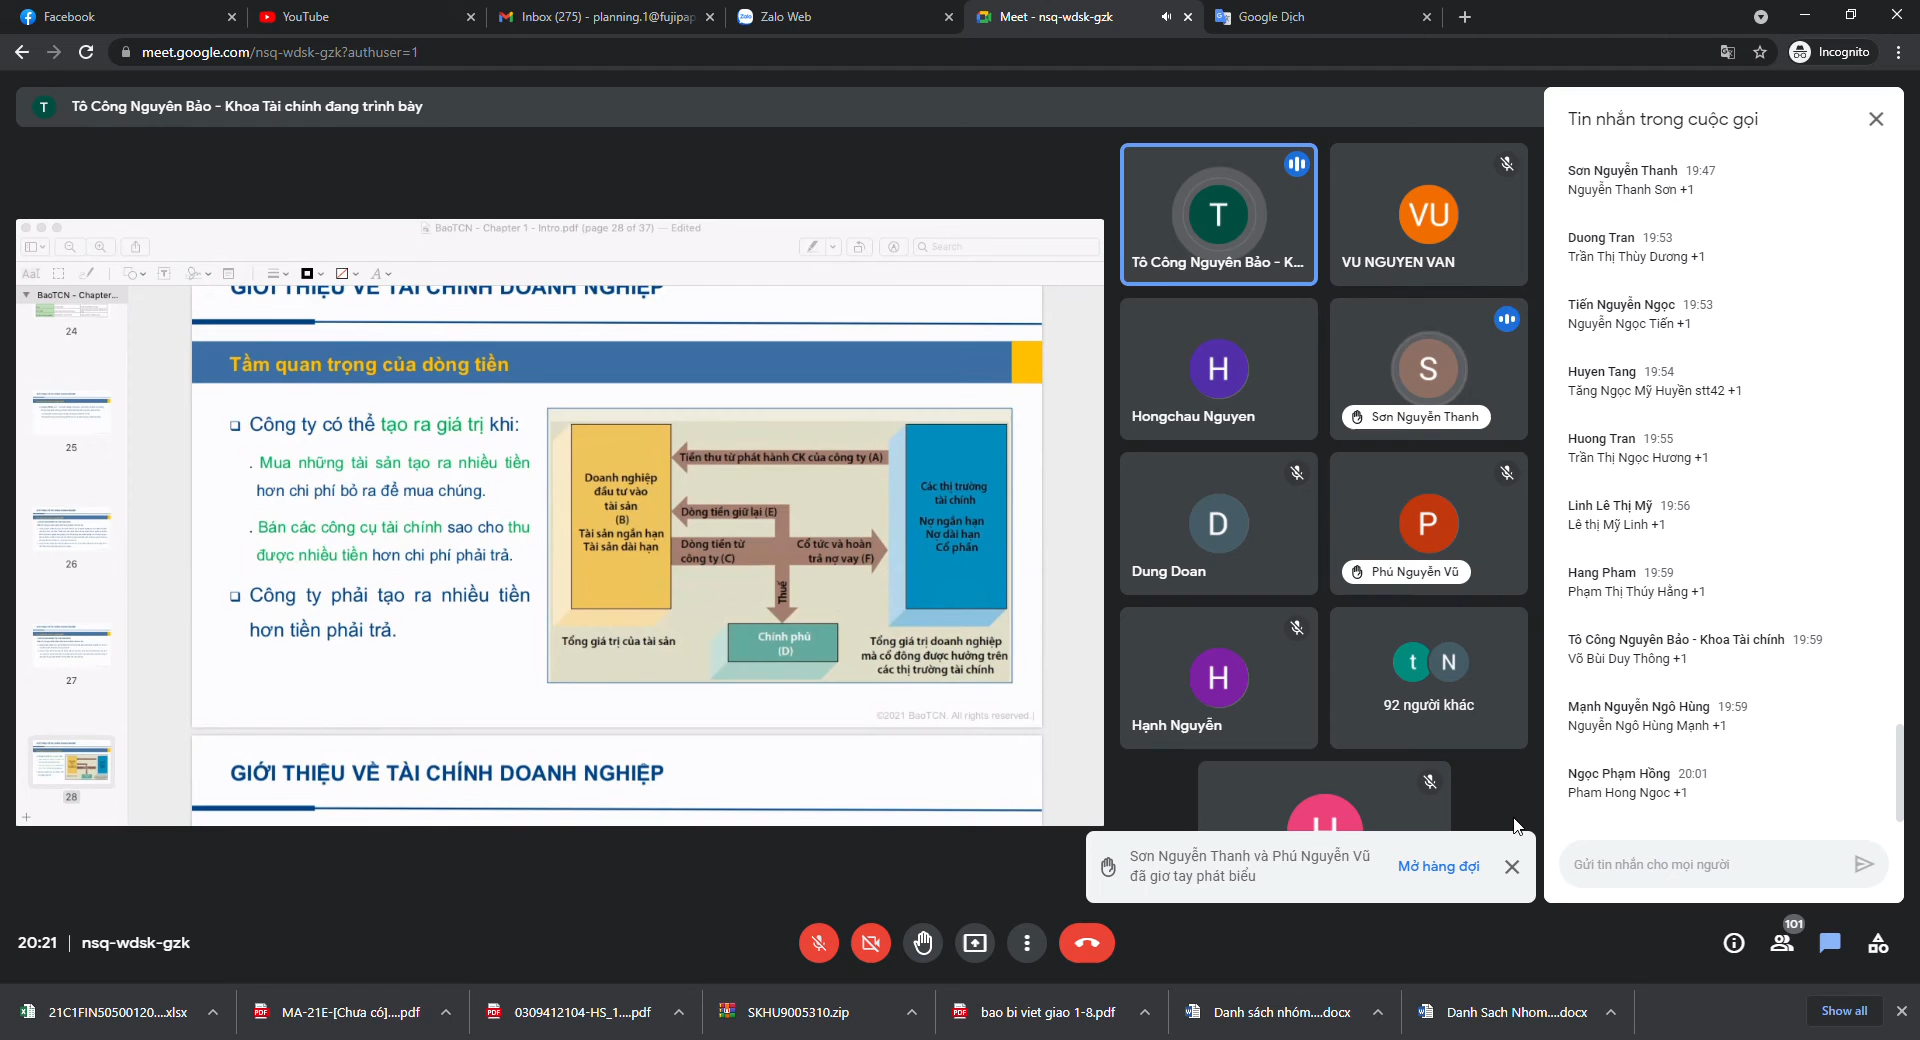 Facebook
YouTube
Inbox (275) - planning.1@fujipap
Zalo Web
Meet - nsq-wdsk-gzk
Google Dịch
meet.google.com/nsq-wdsk-gzk?authuser=1
Incognito
T
Tô Công Nguyên Bảo - Khoa Tài chính đang trình bày
BaoTCN - Chapter 1 - Intro.pdf (page 28 of 37) — Edited
Search
BaoTCN - Chapter...
24
25
26
27
28
GIỚI THIỆU VỀ TÀI CHÍNH DOANH NGHIỆP
Tầm quan trọng của dòng tiền
Công ty có thể tạo ra giá trị khi:
. Mua những tài sản tạo ra nhiều tiền
hơn chi phí bỏ ra để mua chúng.
. Bán các công cụ tài chính sao cho thu
được nhiều tiền hơn chi phí phải trả.
Công ty phải tạo ra nhiều tiền
hơn tiền phải trả.
Doanh nghiệp
đầu tư vào
tài sản
(B)
Tài sản ngắn hạn
Tài sản dài hạn
Tiền thu từ phát hành CK của công ty (A)
Dòng tiền giữ lại (E)
Dòng tiền từ
công ty (C)
Cổ tức và hoàn
trả nợ vay (F)
Thuế
Các thị trường
tài chính
Nợ ngắn hạn
Nợ dài hạn
Cổ phần
Chính phủ
(D)
Tổng giá trị của tài sản
Tổng giá trị doanh nghiệp
mà cổ đông được hưởng trên
các thị trường tài chính
©2021 BaoTCN. All rights reserved.
GIỚI THIỆU VỀ TÀI CHÍNH DOANH NGHIỆP
T
Tô Công Nguyên Bảo - K...
VU
VU NGUYEN VAN
H
Hongchau Nguyen
S
Sơn Nguyễn Thanh
D
Dung Doan
P
Phú Nguyễn Vũ
H
Hạnh Nguyễn
t N
92 người khác
H
Sơn Nguyễn Thanh và Phú Nguyễn Vũ
đã giơ tay phát biểu
Mở hàng đợi
Tin nhắn trong cuộc gọi
Sơn Nguyễn Thanh 19:47
Nguyễn Thanh Sơn +1
Duong Tran 19:53
Trần Thị Thùy Dương +1
Tiến Nguyễn Ngọc 19:53
Nguyễn Ngọc Tiến +1
Huyen Tang 19:54
Tăng Ngọc Mỹ Huyền stt42 +1
Huong Tran 19:55
Trần Thị Ngọc Hương +1
Linh Lê Thị Mỹ 19:56
Lê thị Mỹ Linh +1
Hang Pham 19:59
Phạm Thị Thúy Hằng +1
Tô Công Nguyên Bảo - Khoa Tài chính 19:59
Võ Bùi Duy Thông +1
Mạnh Nguyễn Ngô Hùng 19:59
Nguyễn Ngô Hùng Mạnh +1
Ngọc Phạm Hồng 20:01
Pham Hong Ngoc +1
Gửi tin nhắn cho mọi người
20:21 | nsq-wdsk-gzk
101
21C1FIN50500120....xlsx
MA-21E-[Chưa có]....pdf
0309412104-HS_1....pdf
SKHU9005310.zip
bao bi viet giao 1-8.pdf
Danh sách nhóm....docx
Danh Sach Nhom....docx
Show all